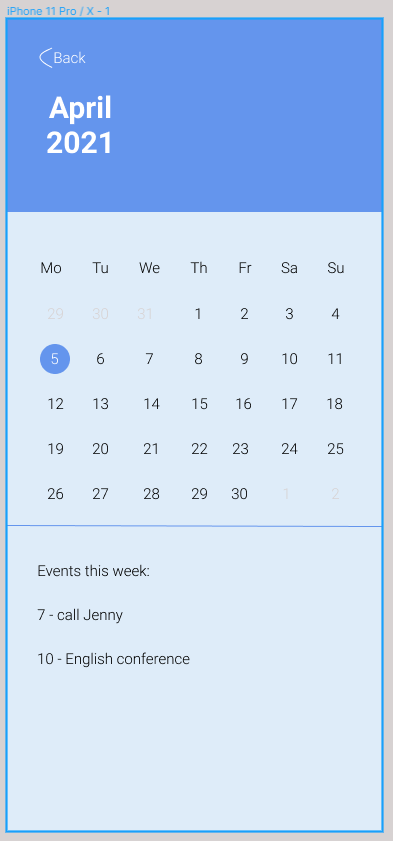 iPhone 11 Pro / X - 1
Back
April
2021
Mo Tu We Th Fr Sa Su
29 30 31 1 2 3 4
5 6 7 8 9 10 11
12 13 14 15 16 17 18
19 20 21 22 23 24 25
26 27 28 29 30 1 2
Events this week:
7 - call Jenny
10 - English conference